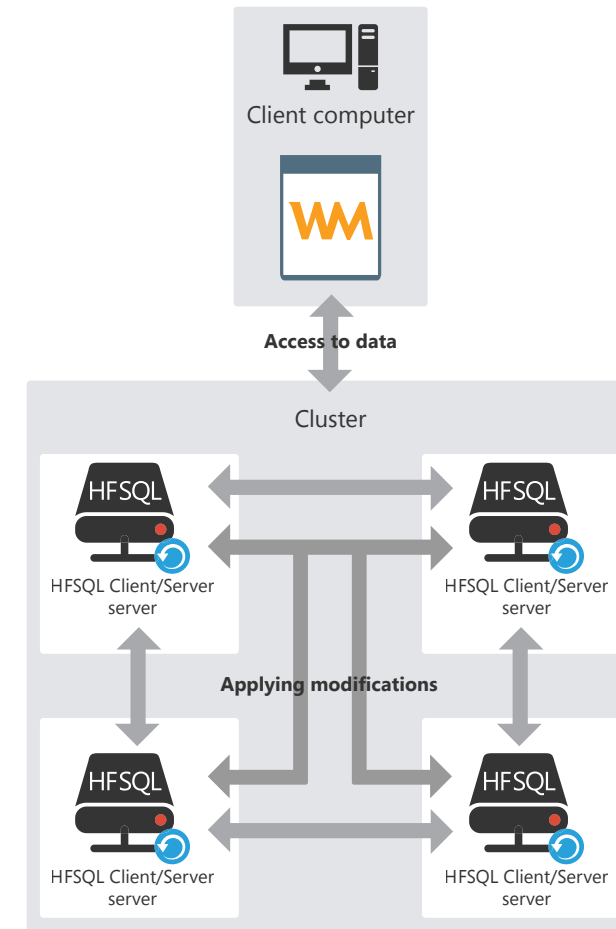 Client computer
WM
Access to data
Cluster
HFSQL
HFSQL Client/Server
server
HFSQL
HFSQL Client/Server
server
Applying modifications
HFSQL
HFSQL Client/Server
server
HFSQL
HFSQL Client/Server
server